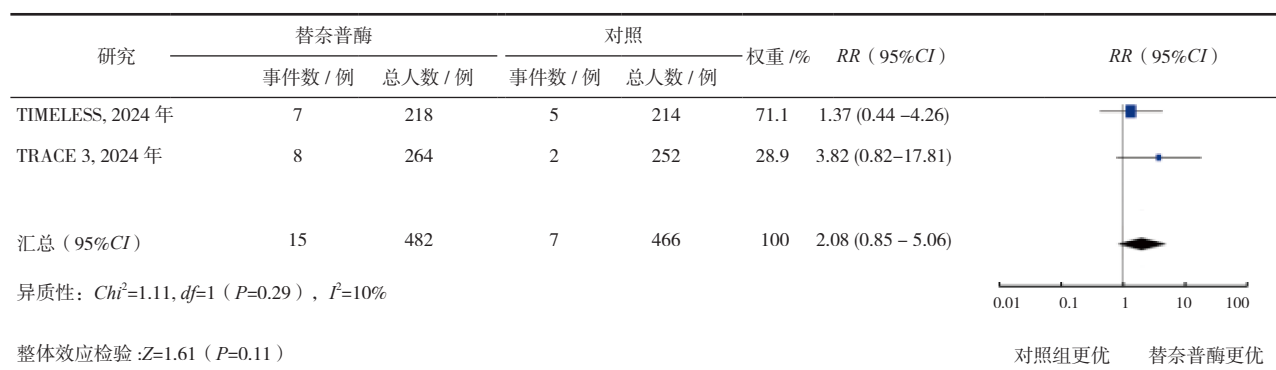 研究 替奈普酶 对照 权重 /% RR（95%CI） RR（95%CI）
事件数 / 例 总人数 / 例 事件数 / 例 总人数 / 例
TIMELESS, 2024 年 7 218 5 214 71.1 1.37 (0.44 –4.26)
TRACE 3, 2024 年 8 264 2 252 28.9 3.82 (0.82–17.81)
汇总（95%CI） 15 482 7 466 100 2.08 (0.85 – 5.06)
异质性：Chi²=1.11, df=1（P=0.29），I²=10%
0.01 0.1 1 10 100
整体效应检验 :Z=1.61（P=0.11）
对照组更优 替奈普酶更优